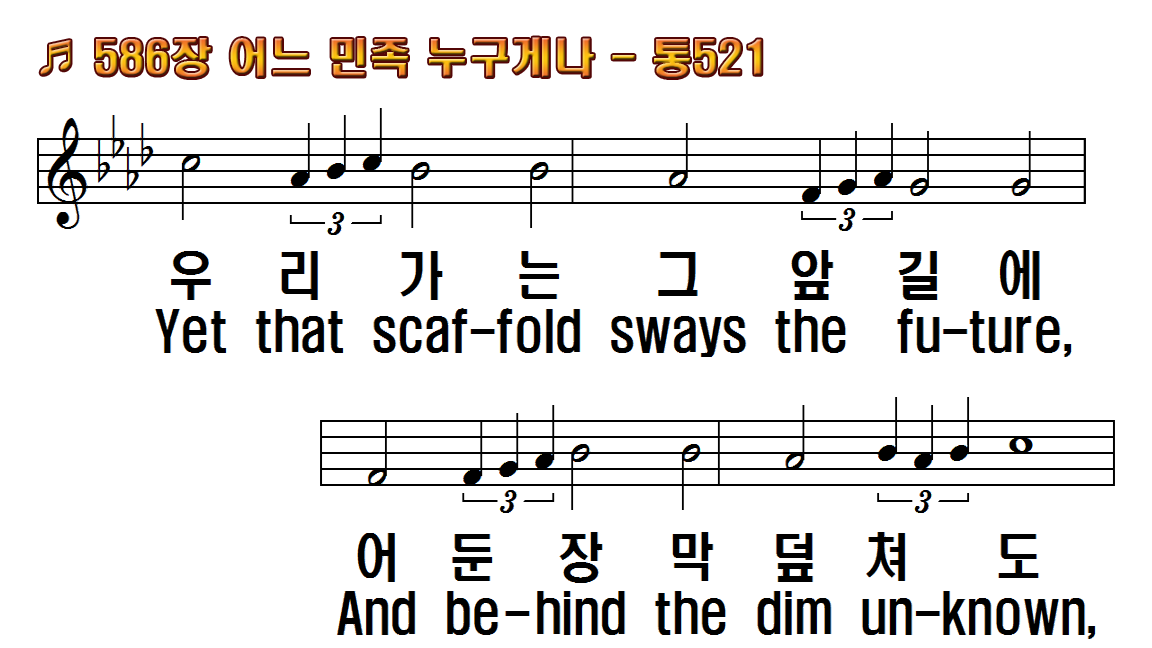 ♬ 586장 어느 민족 누구게나 - 통521
3 3
우 리 가 는 그 앞 길 에
Yet that scaf-fold sways the fu-ture,
3 3
어 둔 장 막 덮 쳐 도
And be-hind the dim un-known,